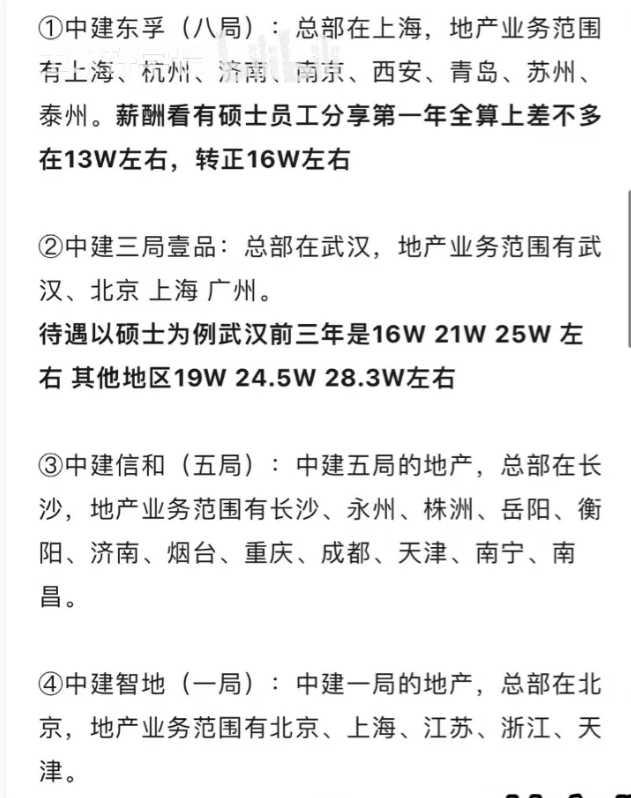 ①中建东孚（八局）：总部在上海，地产业务范围
有上海、杭州、济南、南京、西安、青岛、苏州、
泰州。薪酬看有硕士员工分享第一年全算上差不多
在13W左右，转正16W左右
②中建三局壹品：总部在武汉，地产业务范围有武
汉、北京 上海 广州。
待遇以硕士为例武汉前三年是16W 21W 25W 左
右 其他地区19W 24.5W 28.3W左右
③中建信和（五局）：中建五局的地产，总部在长
沙，地产业务范围有长沙、永州、株洲、岳阳、衡
阳、济南、烟台、重庆、成都、天津、南宁、南
昌。
④中建智地（一局）：中建一局的地产，总部在北
京，地产业务范围有北京、上海、江苏、浙江、天
津。